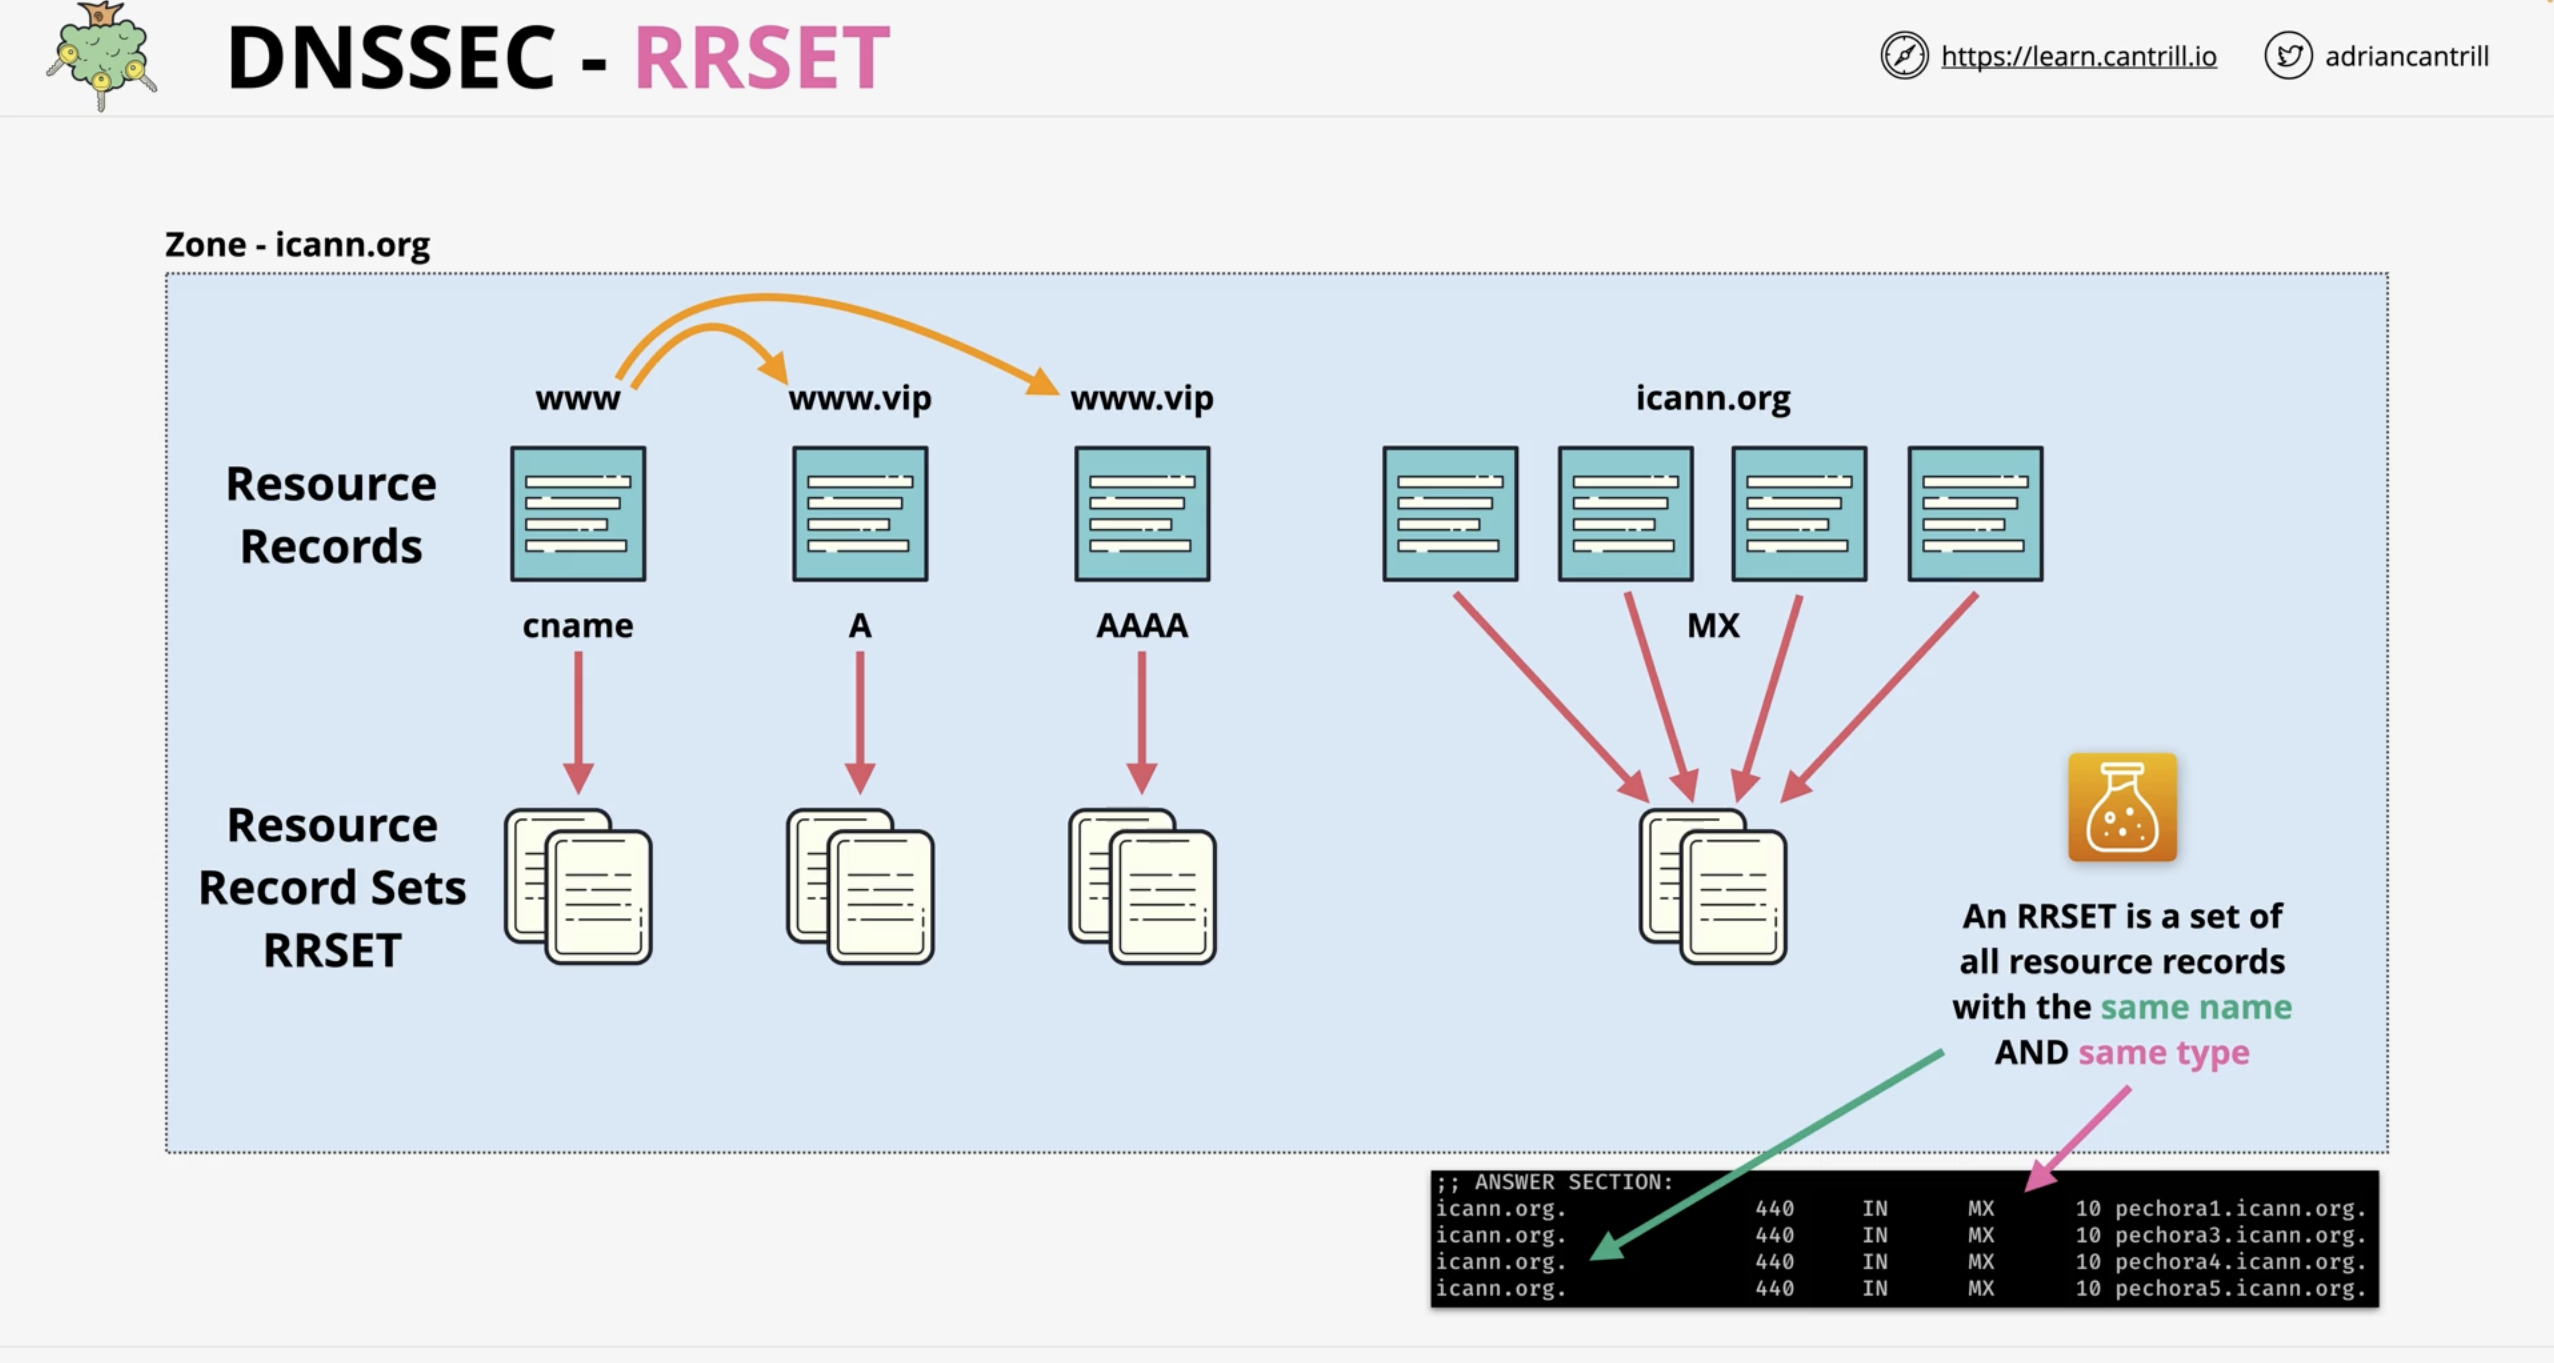 DNSSEC - RRSET
https://learn.cantrill.io
adriancantrill
Zone - icann.org
www
www.vip
www.vip
icann.org
Resource
Records
cname
A
AAAA
MX
Resource
Record Sets
RRSET
An RRSET is a set of
all resource records
with the same name
AND same type
;; ANSWER SECTION:
icann.org. 440 IN MX 10 pechora1.icann.org.
icann.org. 440 IN MX 10 pechora3.icann.org.
icann.org. 440 IN MX 10 pechora4.icann.org.
icann.org. 440 IN MX 10 pechora5.icann.org.